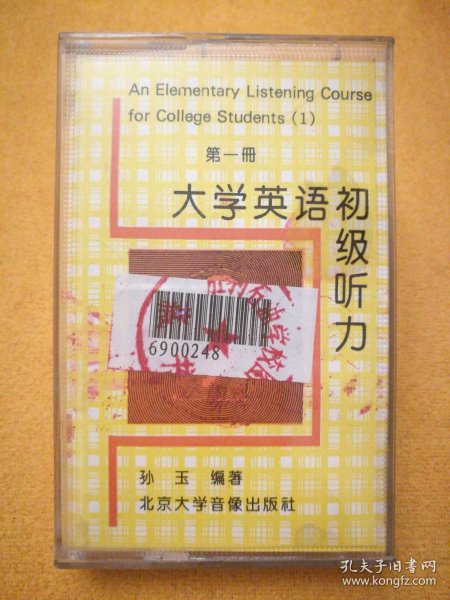 An Elementary Listening Course
for College Students (1)
第一冊
大学英语初级听力
6900248
孙玉 编著
北京大学音像出版社
孔夫子旧书网
www.kongfz.com